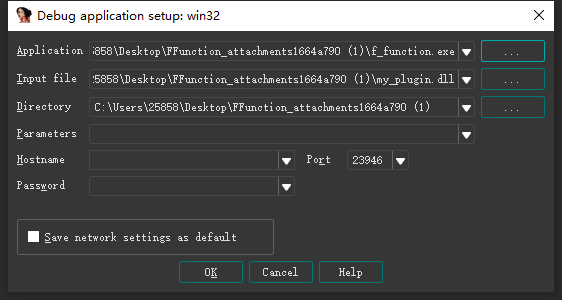 Debug application setup: win32
Application 5858\Desktop\FFunction_attachments1664a790 (1)\f_function.exe ...
Input file 25858\Desktop\FFunction_attachments1664a790 (1)\my_plugin.dll ...
Directory C:\Users\25858\Desktop\FFunction_attachments1664a790 (1) ...
Parameters
Hostname Port 23946
Password
Save network settings as default
OK Cancel Help